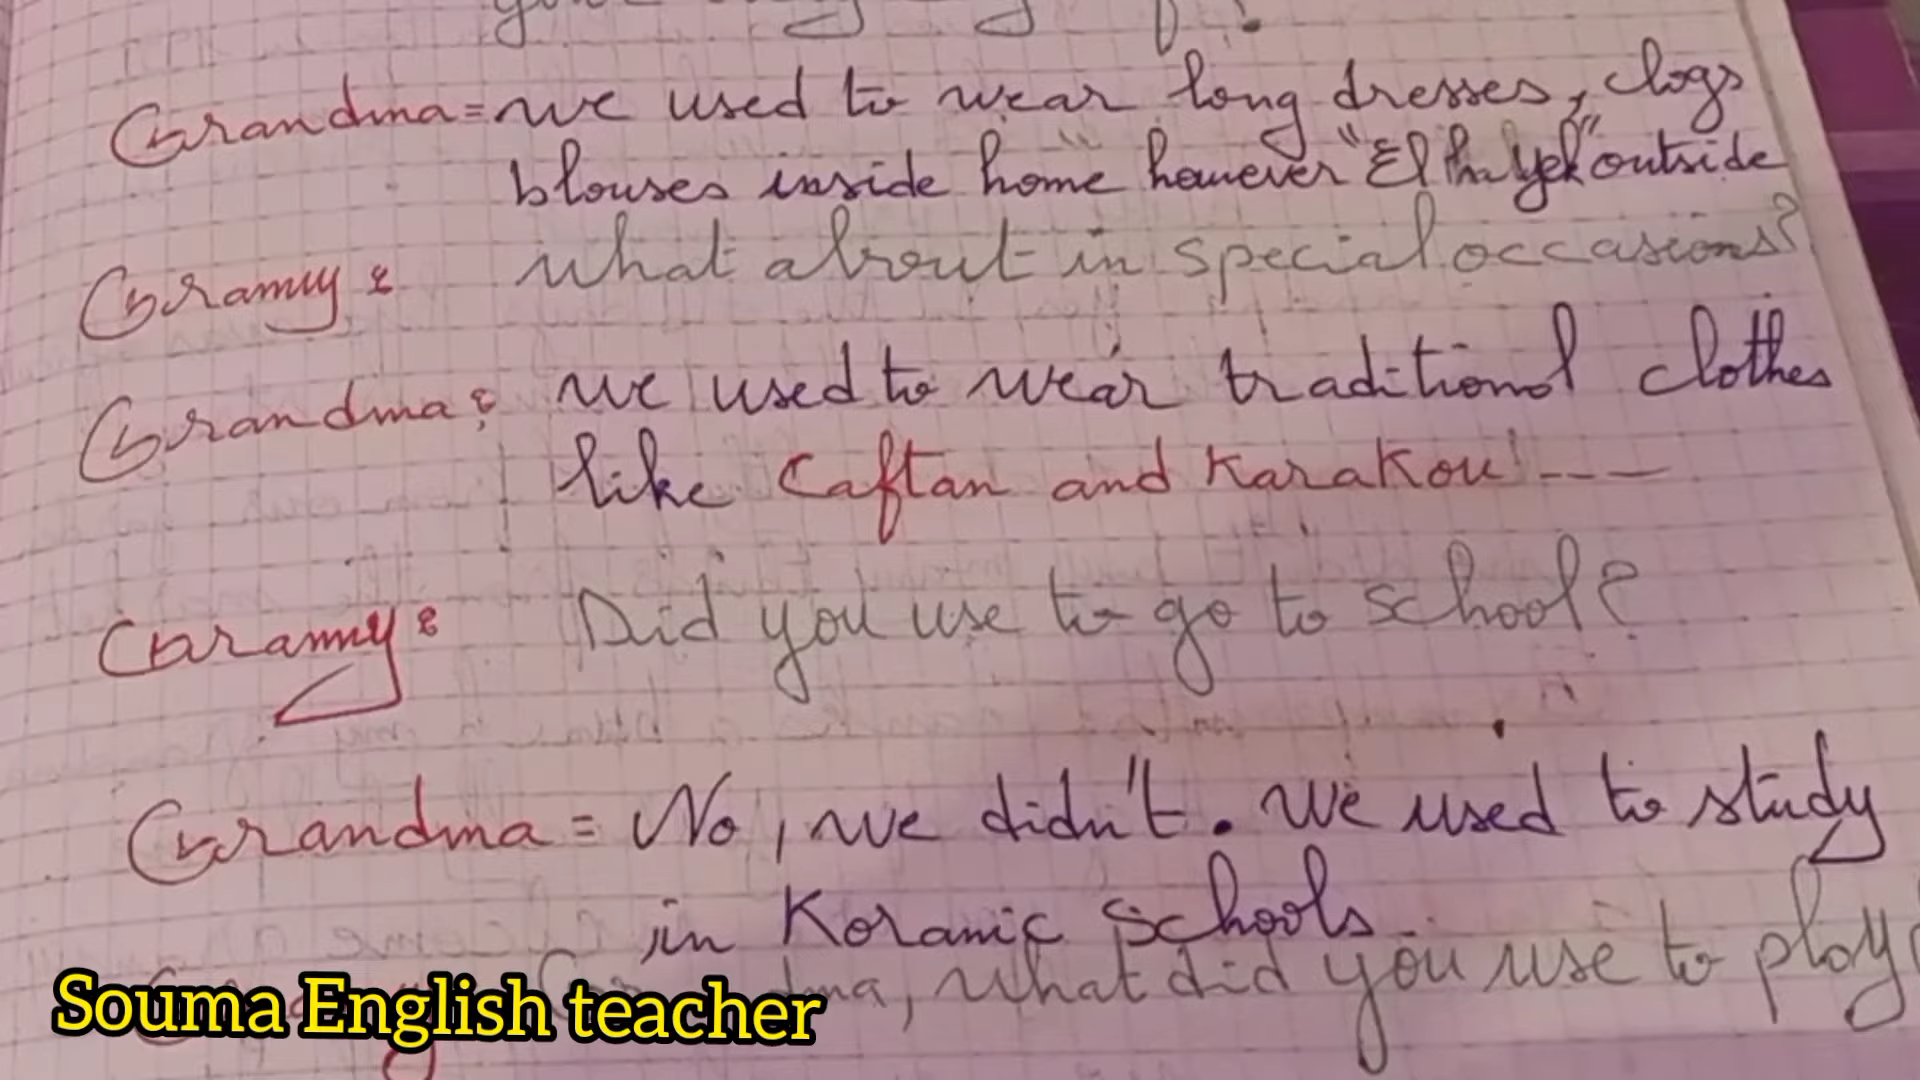 Grandma = we used to wear long dresses, clogs
blouses inside home however "El hayek" outside
Gramy : what about in special occasions?
Grandma : we used to wear traditional clothes
like Caftan and Karakou ---
Gramy : Did you use to go to school?
Grandma = No, we didn't. We used to study
in Koranic schools
what did you use to play
Souma English teacher